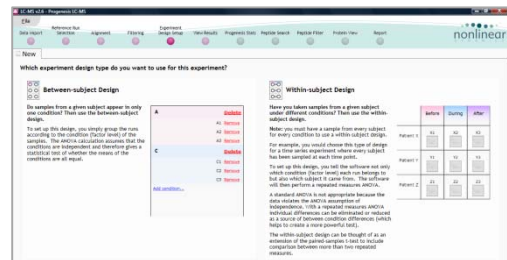 LC-MS v2.6 - Progenesis LC-MS
File
Data Import
Reference Run Selection
Alignment
Filtering
Experiment Design Setup
View Results
Progenesis Stats
Peptide Search
Peptide Filter
Protein View
Report
nonlinear
New
Which experiment design type do you want to use for this experiment?
Between-subject Design
Do samples from a given subject appear in only
one condition? Then use the between-subject
design.
To set up this design, you simply group the runs
according to the condition (factor level) of the
samples. The ANOVA calculation assumes that the
conditions are independent and therefore gives a
statistical test of whether the means of the
conditions are all equal.
A Delete
A1 Remove
A2 Remove
A3 Remove
C Delete
C1 Remove
C2 Remove
C3 Remove
Add condition...
Within-subject Design
Have you taken samples from a given subject
under different conditions? Then use the within-
subject design.
Note: you must have a sample from every subject
for every condition to use a within-subject design.
For example, you would choose this type of design
for a time series experiment where every subject
has been sampled at each time point.
To set up this design, you tell the software not only
which condition (factor level) each run belongs to
but also which subject it came from. The software
will then perform a repeated measures ANOVA.
A standard ANOVA is not appropriate because the
data violates the ANOVA assumption of
independence. With a repeated measures ANOVA
individual differences can be eliminated or reduced
as a source of between condition differences (which
helps to create a more powerful test).
The within-subject design can be thought of as an
extension of the paired-samples t-test to include
comparison between more than two repeated
measures.
Before During After
Patient X X1 X2 X3
Patient Y Y1 Y2 Y3
Patient Z Z1 Z2 Z3